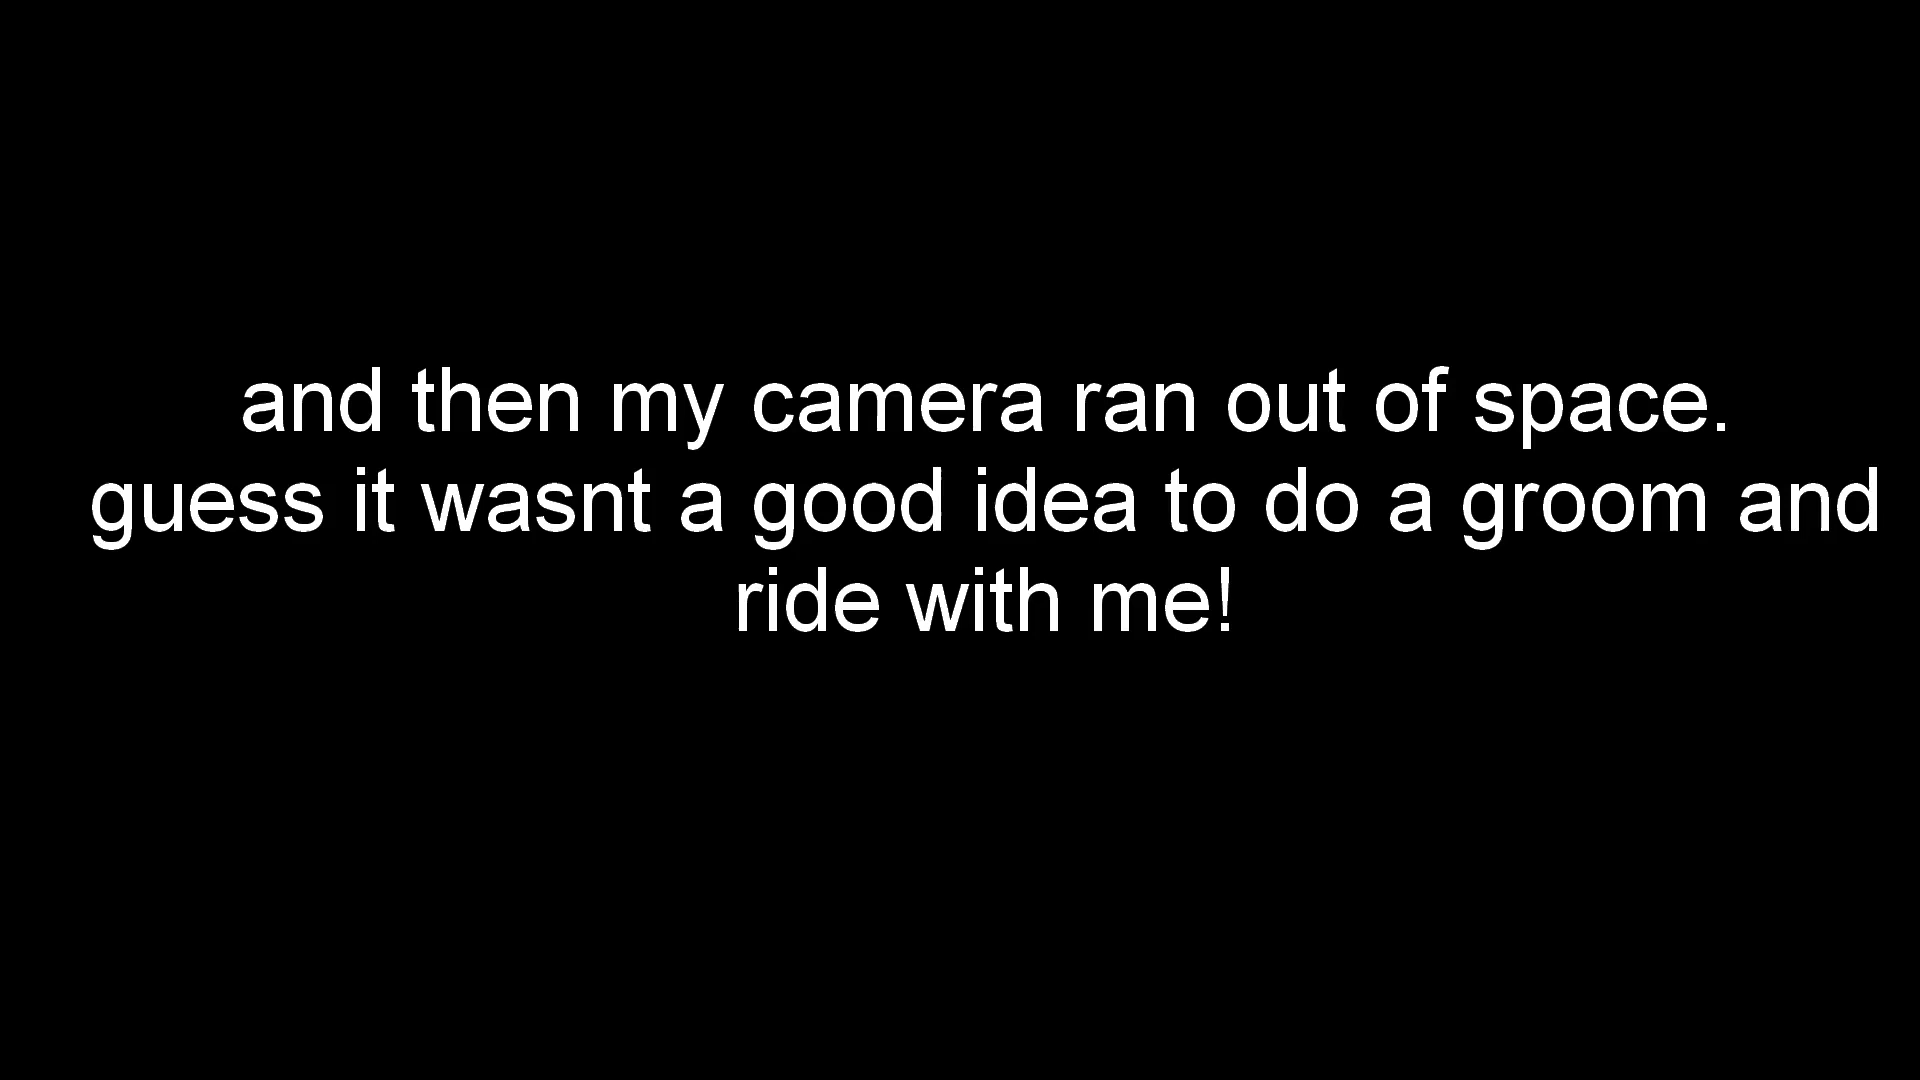 and then my camera ran out of space.
guess it wasnt a good idea to do a groom and
ride with me!